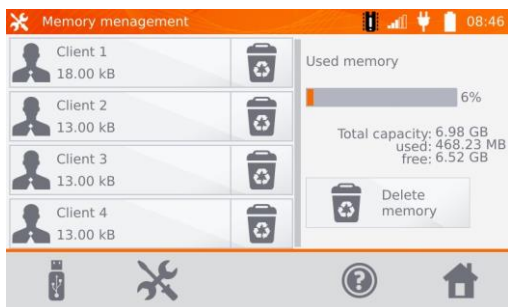 Memory menagement
08:46
Client 1
18.00 kB
Client 2
13.00 kB
Client 3
13.00 kB
Client 4
13.00 kB
Used memory
6%
Total capacity: 6.98 GB
used: 468.23 MB
free: 6.52 GB
Delete
memory